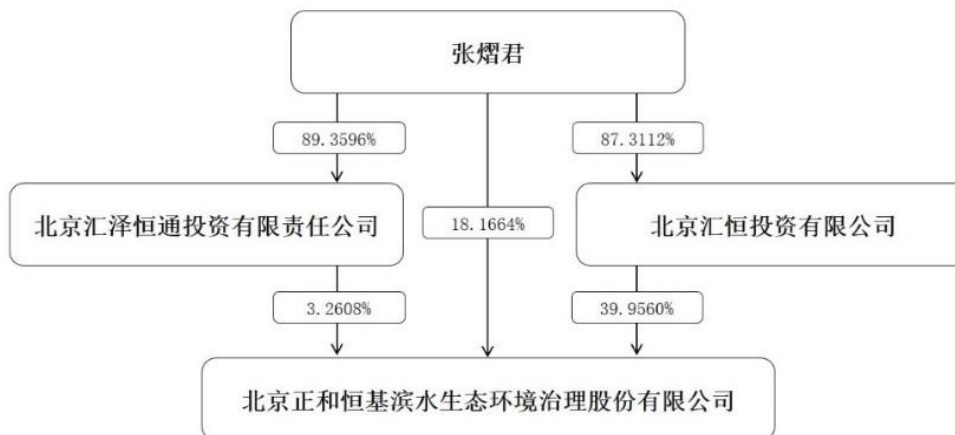 张熠君
89.3596%
87.3112%
北京汇泽恒通投资有限责任公司
18.1664%
北京汇恒投资有限公司
3.2608%
39.9560%
北京正和恒基滨水生态环境治理股份有限公司